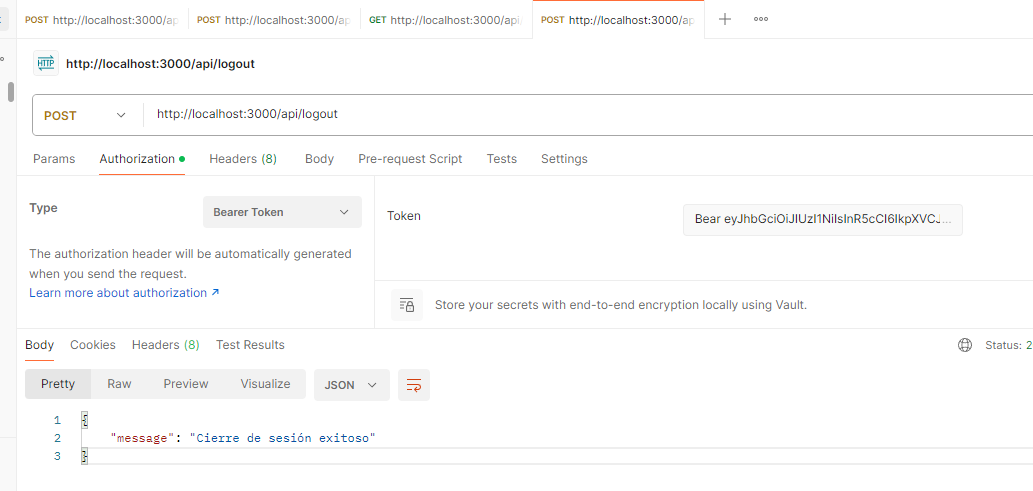 POST http://localhost:3000/ap
POST http://localhost:3000/ap
GET http://localhost:3000/api
POST http://localhost:3000/ap
HTTP http://localhost:3000/api/logout
POST http://localhost:3000/api/logout
Params Authorization Headers (8) Body Pre-request Script Tests Settings
Type Bearer Token
Token Bear eyJhbGciOiJIUzI1NiIsInR5cCI6IkpXVCJ...
The authorization header will be automatically generated
when you send the request.
Learn more about authorization ↗
Store your secrets with end-to-end encryption locally using Vault.
Body Cookies Headers (8) Test Results Status: 2
Pretty Raw Preview Visualize JSON
1 {
2 "message": "Cierre de sesión exitoso"
3 }